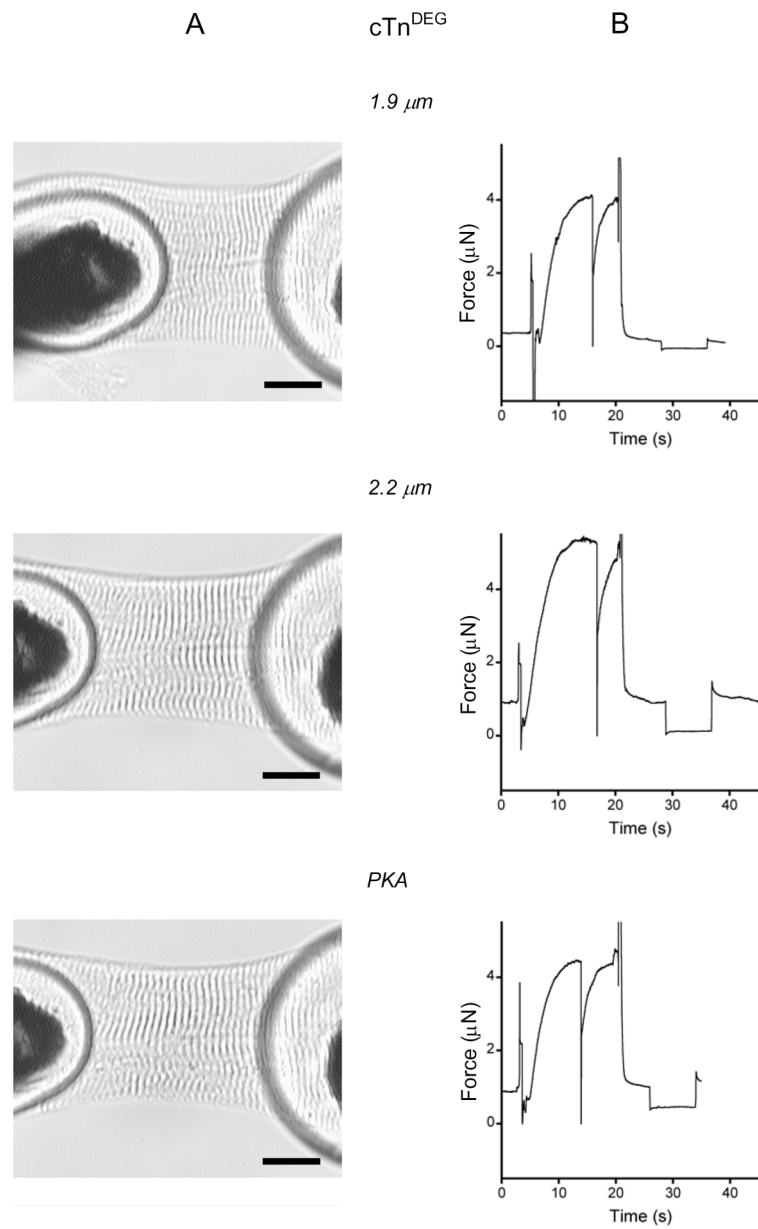 A cTn^DEG B
1.9 μm
4
2
0
Force (μN)
0 10 20 30 40
Time (s)
2.2 μm
4
2
0
Force (μN)
0 10 20 30 40
Time (s)
PKA
4
2
0
Force (μN)
0 10 20 30 40
Time (s)